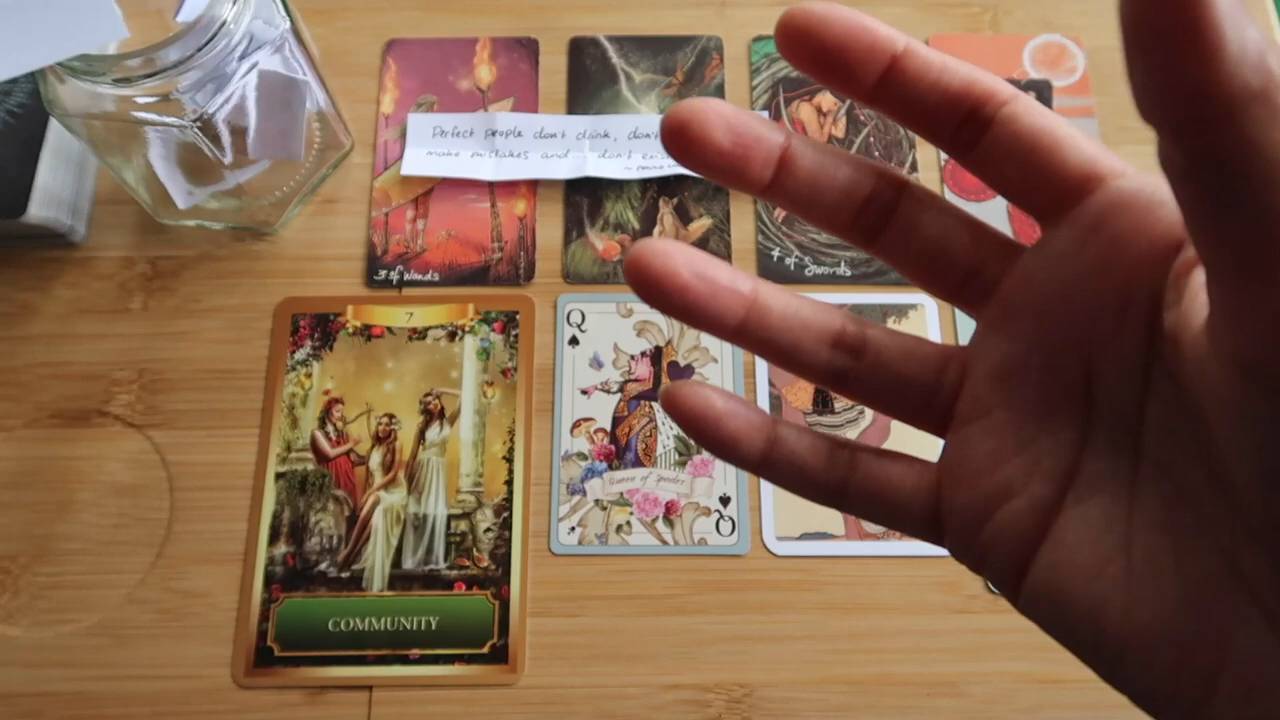 Perfect people don't drink, don't
make mistakes and... don't
3 of Wands
4 of Swords
7
COMMUNITY
Q
Queen of Spades
Q